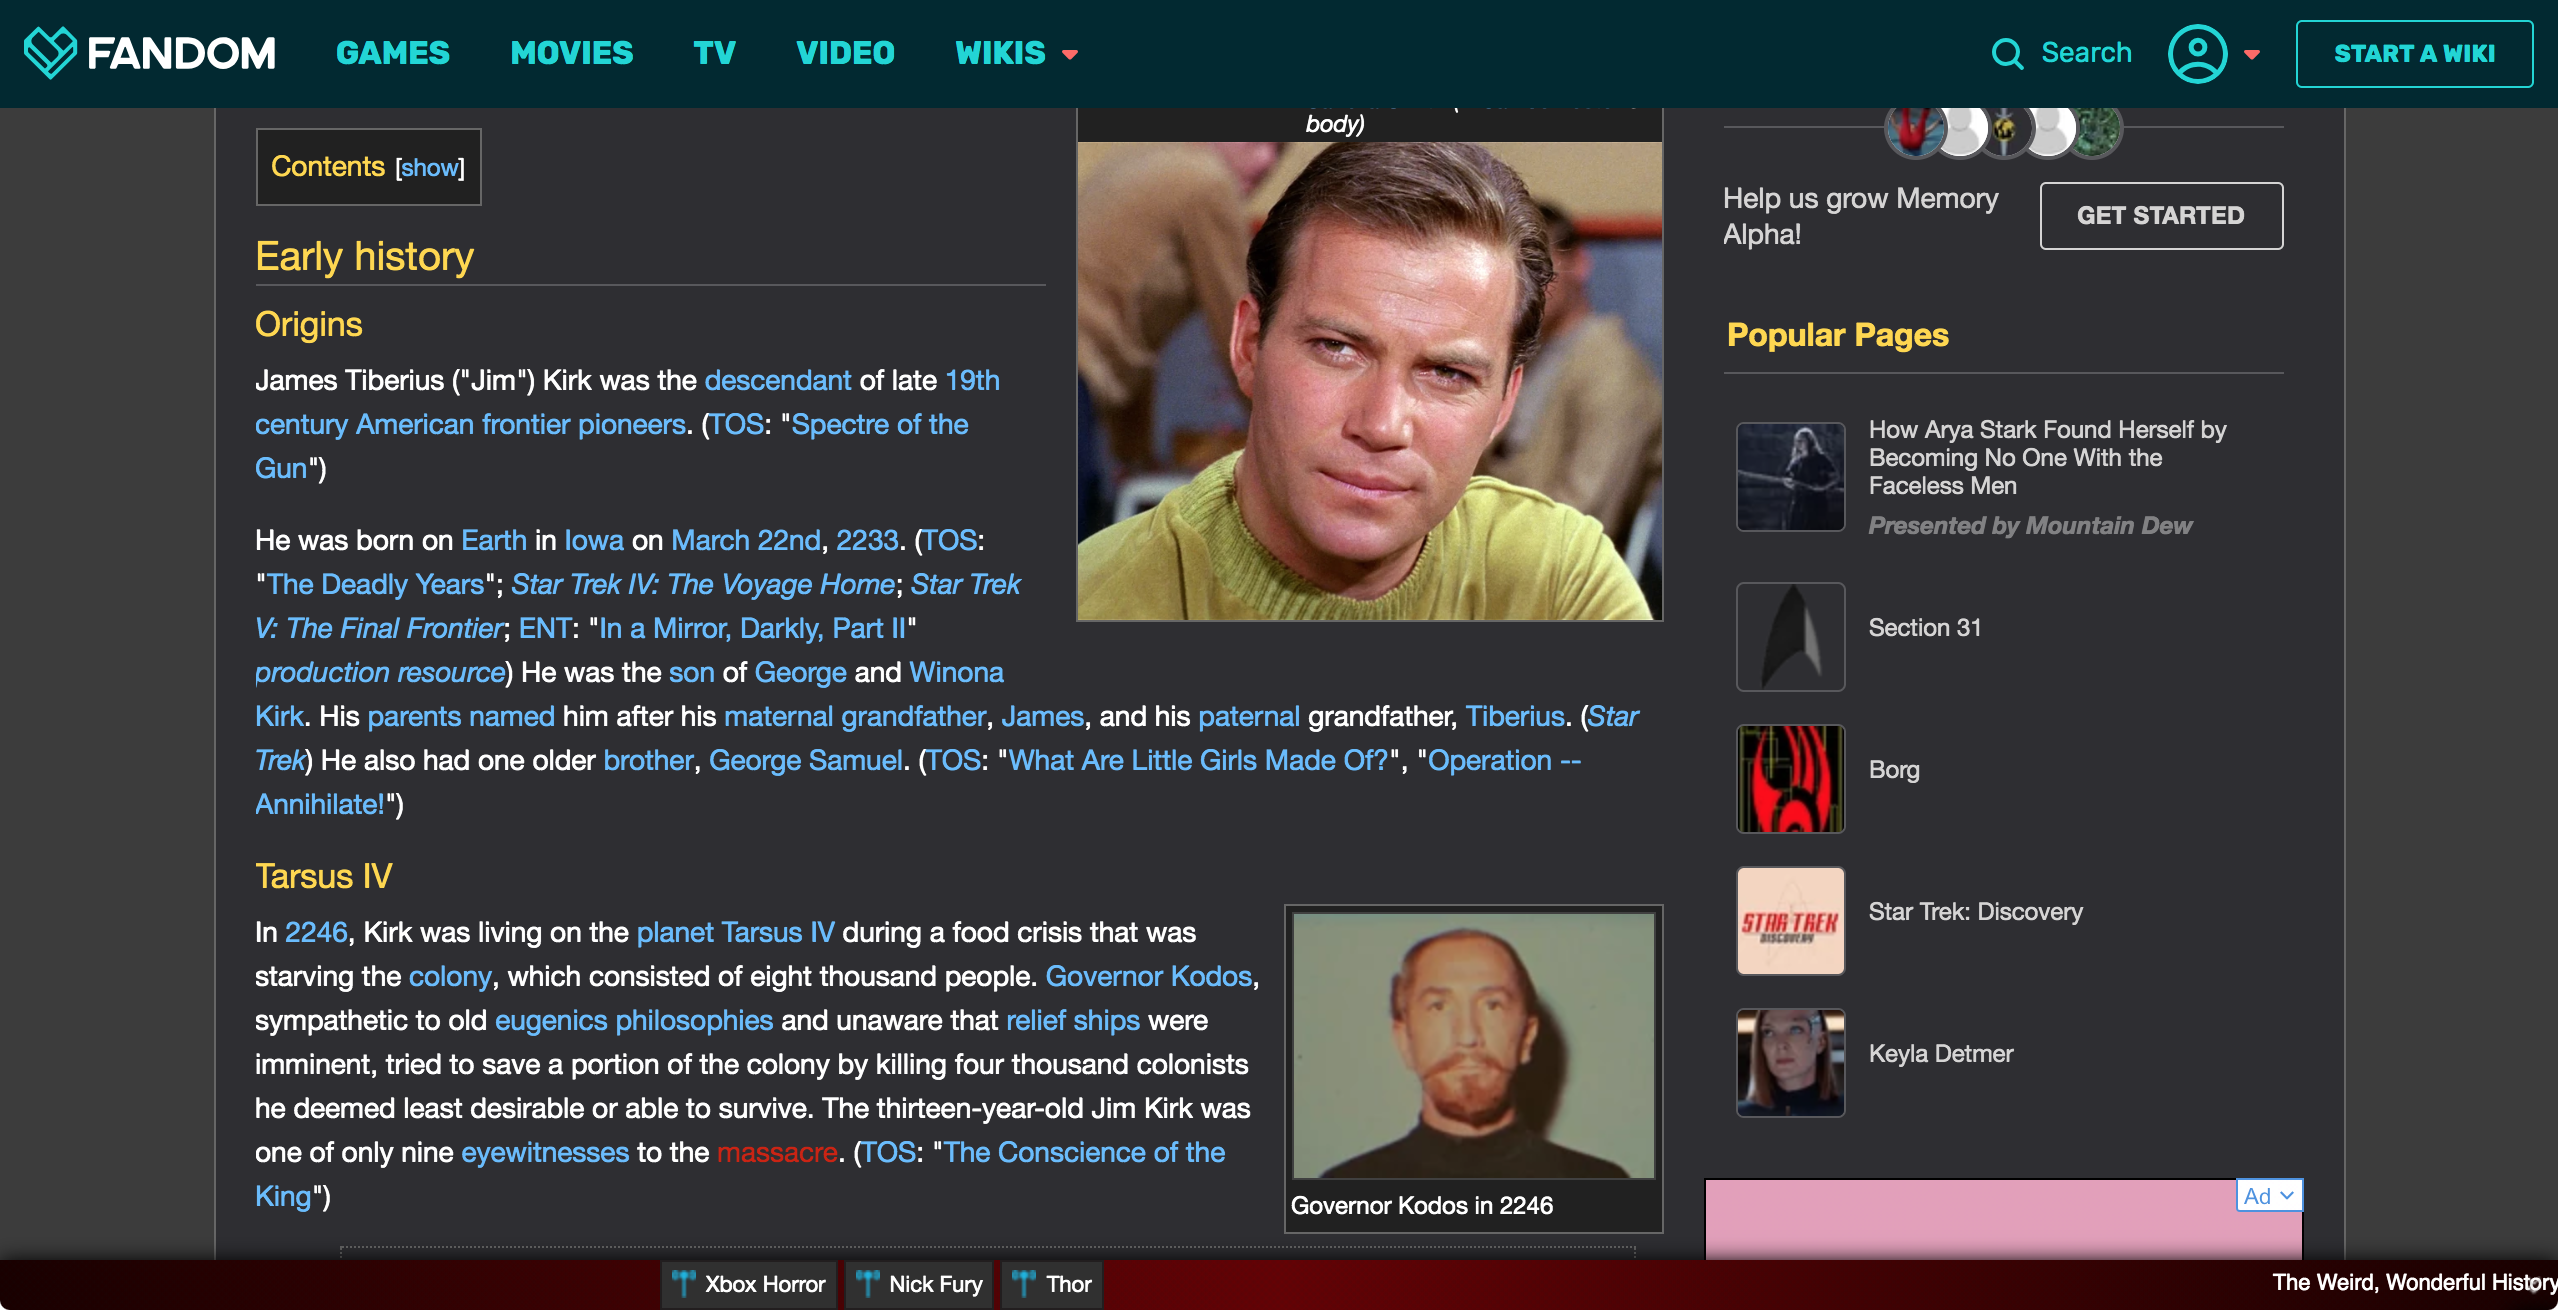 FANDOM
GAMES
MOVIES
TV
VIDEO
WIKIS
Search
START A WIKI
body)
Contents [show]
Early history
Origins
James Tiberius ("Jim") Kirk was the descendant of late 19th
century American frontier pioneers. (TOS: "Spectre of the
Gun")
He was born on Earth in Iowa on March 22nd, 2233. (TOS:
"The Deadly Years"; Star Trek IV: The Voyage Home; Star Trek
V: The Final Frontier; ENT: "In a Mirror, Darkly, Part II"
production resource) He was the son of George and Winona
Kirk. His parents named him after his maternal grandfather, James, and his paternal grandfather, Tiberius. (Star
Trek) He also had one older brother, George Samuel. (TOS: "What Are Little Girls Made Of?", "Operation --
Annihilate!")
Tarsus IV
In 2246, Kirk was living on the planet Tarsus IV during a food crisis that was
starving the colony, which consisted of eight thousand people. Governor Kodos,
sympathetic to old eugenics philosophies and unaware that relief ships were
imminent, tried to save a portion of the colony by killing four thousand colonists
he deemed least desirable or able to survive. The thirteen-year-old Jim Kirk was
one of only nine eyewitnesses to the massacre. (TOS: "The Conscience of the
King")
Governor Kodos in 2246
Help us grow Memory
Alpha!
GET STARTED
Popular Pages
How Arya Stark Found Herself by
Becoming No One With the
Faceless Men
Presented by Mountain Dew
Section 31
Borg
STAR TREK
DISCOVERY
Star Trek: Discovery
Keyla Detmer
Ad
Xbox Horror
Nick Fury
Thor
The Weird, Wonderful History